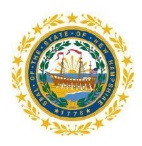 SEAL · OF · THE · STATE · OF · NEW HAMPSHIRE
1776